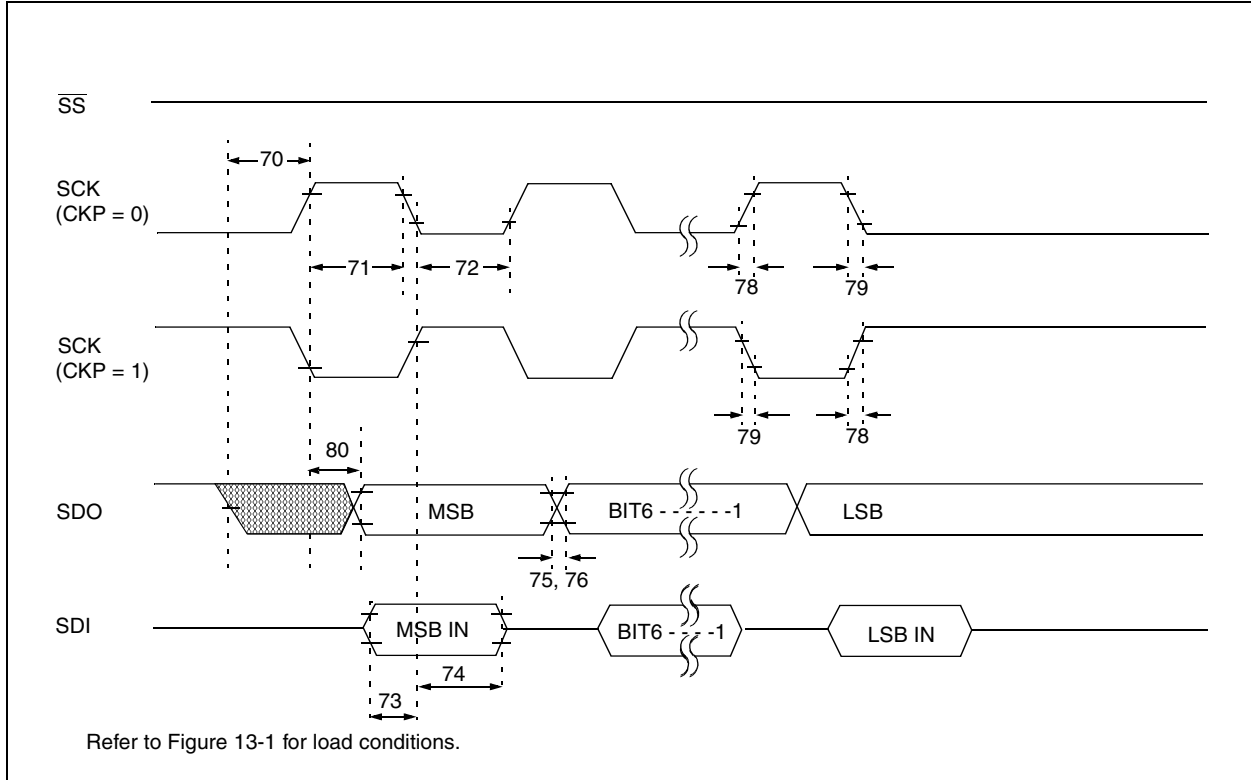 SS
70
SCK
(CKP = 0)
71
72
78
79
SCK
(CKP = 1)
79
78
80
SDO
MSB
BIT6 - - - - - -1
LSB
75, 76
SDI
MSB IN
BIT6 - - - - -1
LSB IN
74
73
Refer to Figure 13-1 for load conditions.